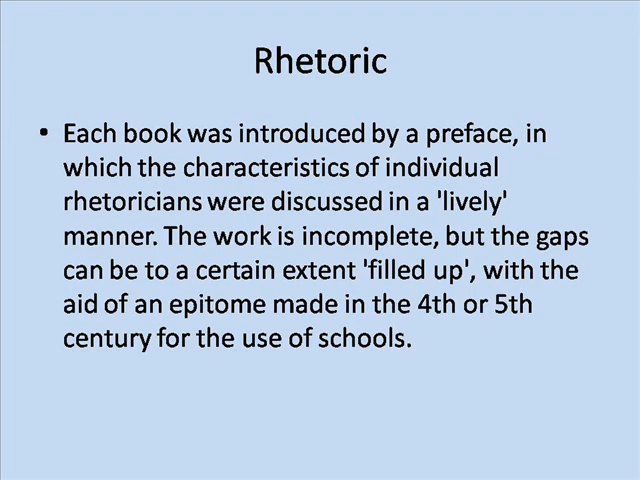 Rhetoric
• Each book was introduced by a preface, in
which the characteristics of individual
rhetoricians were discussed in a 'lively'
manner. The work is incomplete, but the gaps
can be to a certain extent 'filled up', with the
aid of an epitome made in the 4th or 5th
century for the use of schools.